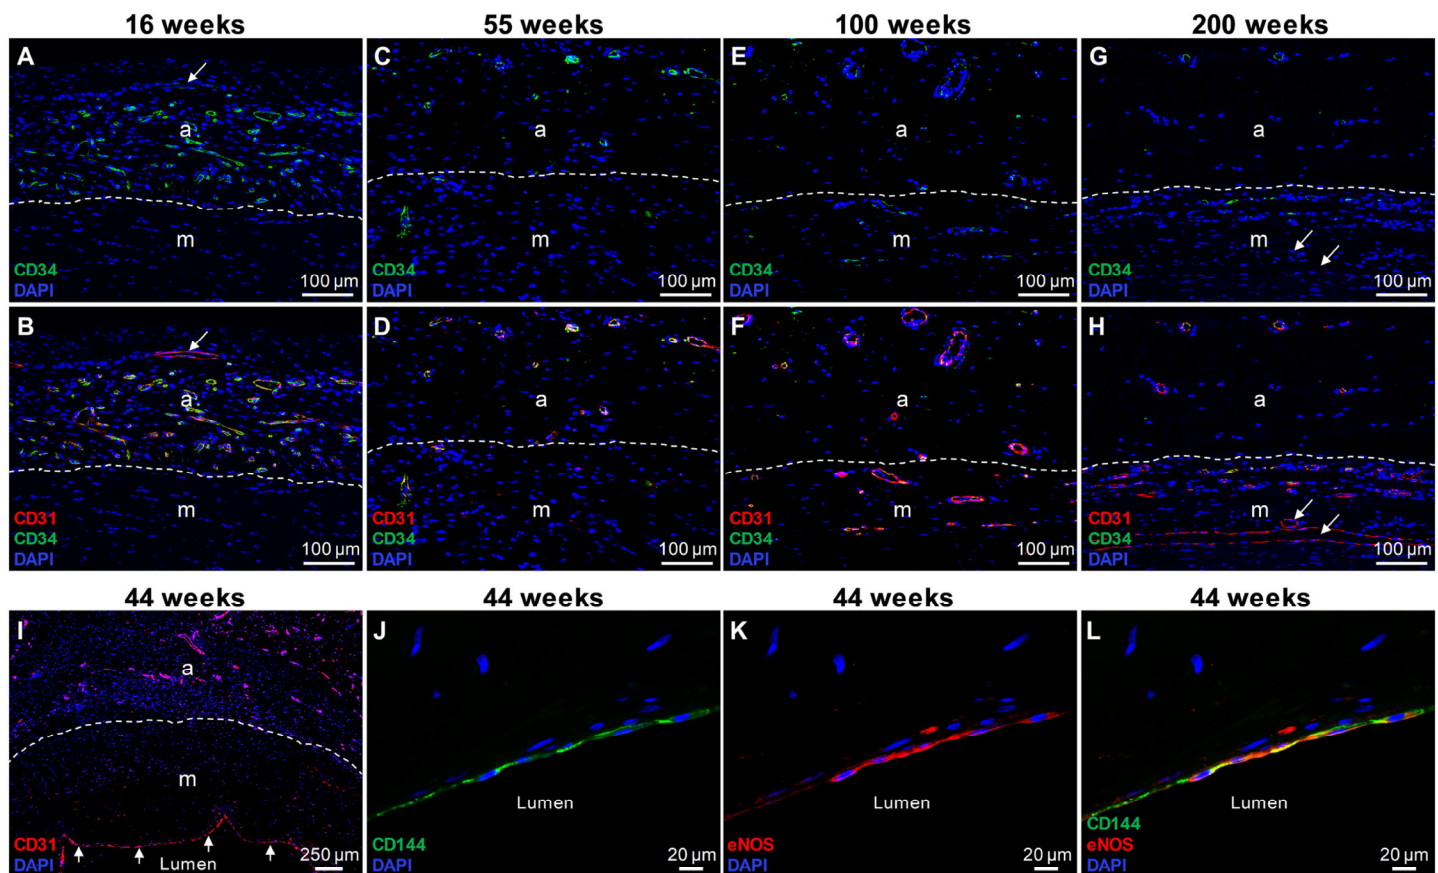 16 weeks
55 weeks
100 weeks
200 weeks
A
a
m
CD34
DAPI
100 µm
C
a
m
CD34
DAPI
100 µm
E
a
m
CD34
DAPI
100 µm
G
a
m
CD34
DAPI
100 µm
B
a
m
CD31
CD34
DAPI
100 µm
D
a
m
CD31
CD34
DAPI
100 µm
F
a
m
CD31
CD34
DAPI
100 µm
H
a
m
CD31
CD34
DAPI
100 µm
44 weeks
44 weeks
44 weeks
44 weeks
I
a
m
CD31
DAPI
Lumen
250 µm
J
Lumen
CD144
DAPI
20 µm
K
Lumen
eNOS
DAPI
20 µm
L
Lumen
CD144
eNOS
DAPI
20 µm